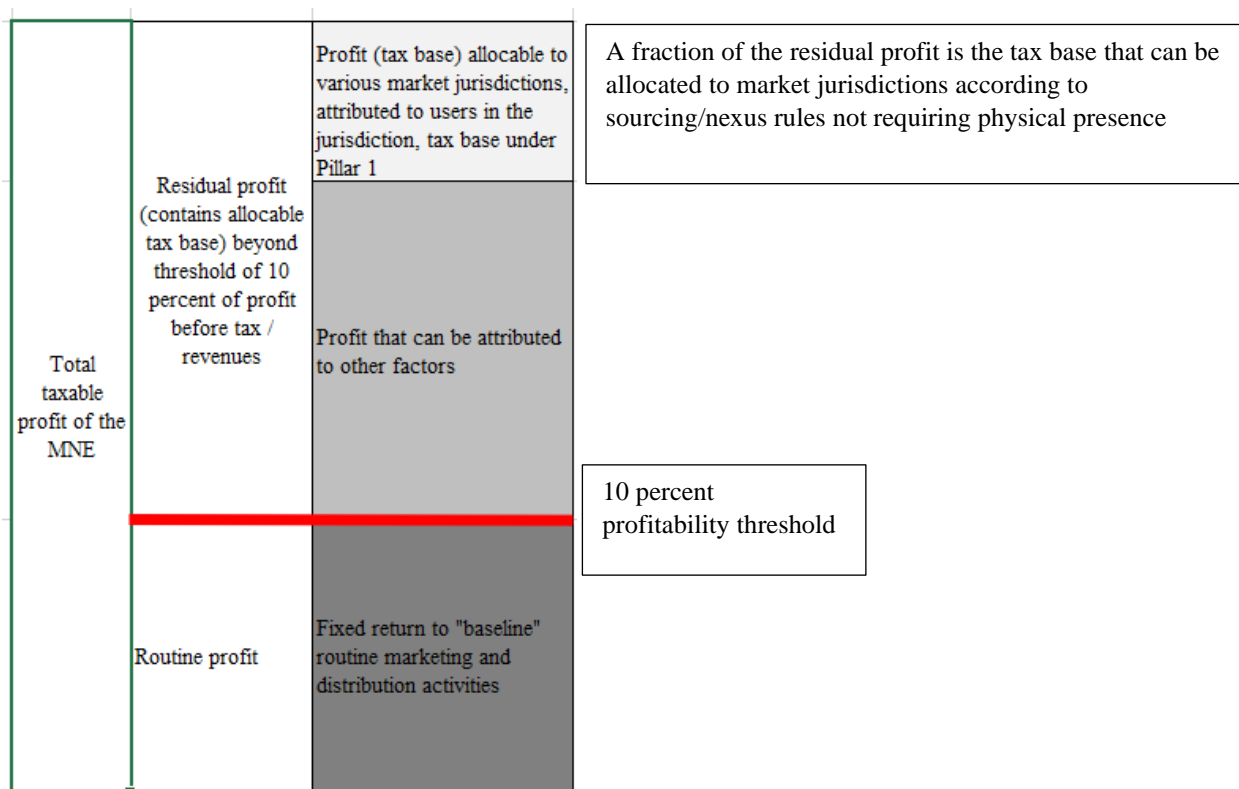 Total
taxable
profit of the
MNE
Residual profit
(contains allocable
tax base) beyond
threshold of 10
percent of profit
before tax /
revenues
Profit (tax base) allocable to
various market jurisdictions,
attributed to users in the
jurisdiction, tax base under
Pillar 1
A fraction of the residual profit is the tax base that can be
allocated to market jurisdictions according to
sourcing/nexus rules not requiring physical presence
Profit that can be attributed
to other factors
10 percent
profitability threshold
Routine profit
Fixed return to "baseline"
routine marketing and
distribution activities